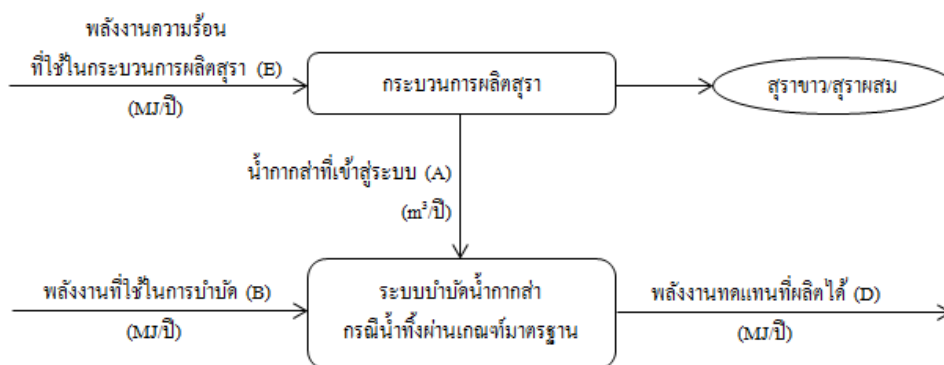 พลังงานความร้อน
ที่ใช้ในกระบวนการผลิตสุรา (E)
(MJ/ปี)
กระบวนการผลิตสุรา
สุราขาว/สุราผสม
น้ำกากส่าที่เข้าสู่ระบบ (A)
(m³/ปี)
พลังงานที่ใช้ในการบำบัด (B)
(MJ/ปี)
ระบบบำบัดน้ำกากส่า
กรณีน้ำทิ้งผ่านเกณฑ์มาตรฐาน
พลังงานทดแทนที่ผลิตได้ (D)
(MJ/ปี)